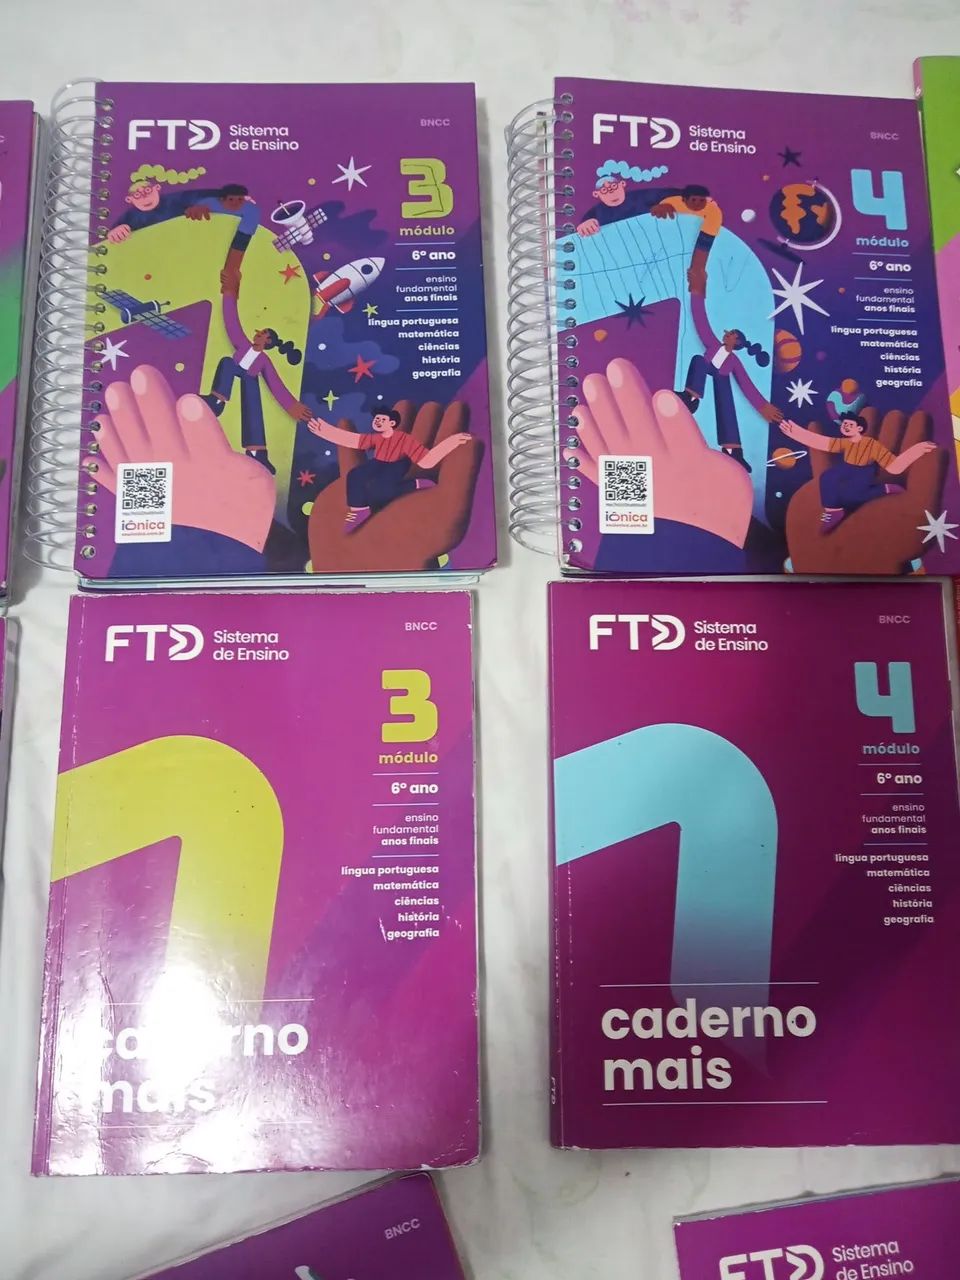 FTD Sistema
de Ensino
BNCC
3
módulo
6º ano
ensino
fundamental
anos finais
língua portuguesa
matemática
ciências
história
geografia
iônica
FTD Sistema
de Ensino
BNCC
4
módulo
6º ano
ensino
fundamental
anos finais
língua portuguesa
matemática
ciências
história
geografia
iônica
FTD Sistema
de Ensino
BNCC
3
módulo
6º ano
ensino
fundamental
anos finais
língua portuguesa
matemática
ciências
história
geografia
caderno
mais
FTD Sistema
de Ensino
BNCC
4
módulo
6º ano
ensino
fundamental
anos finais
língua portuguesa
matemática
ciências
história
geografia
caderno
mais
FTD
BNCC
FTD Sistema
de Ensino